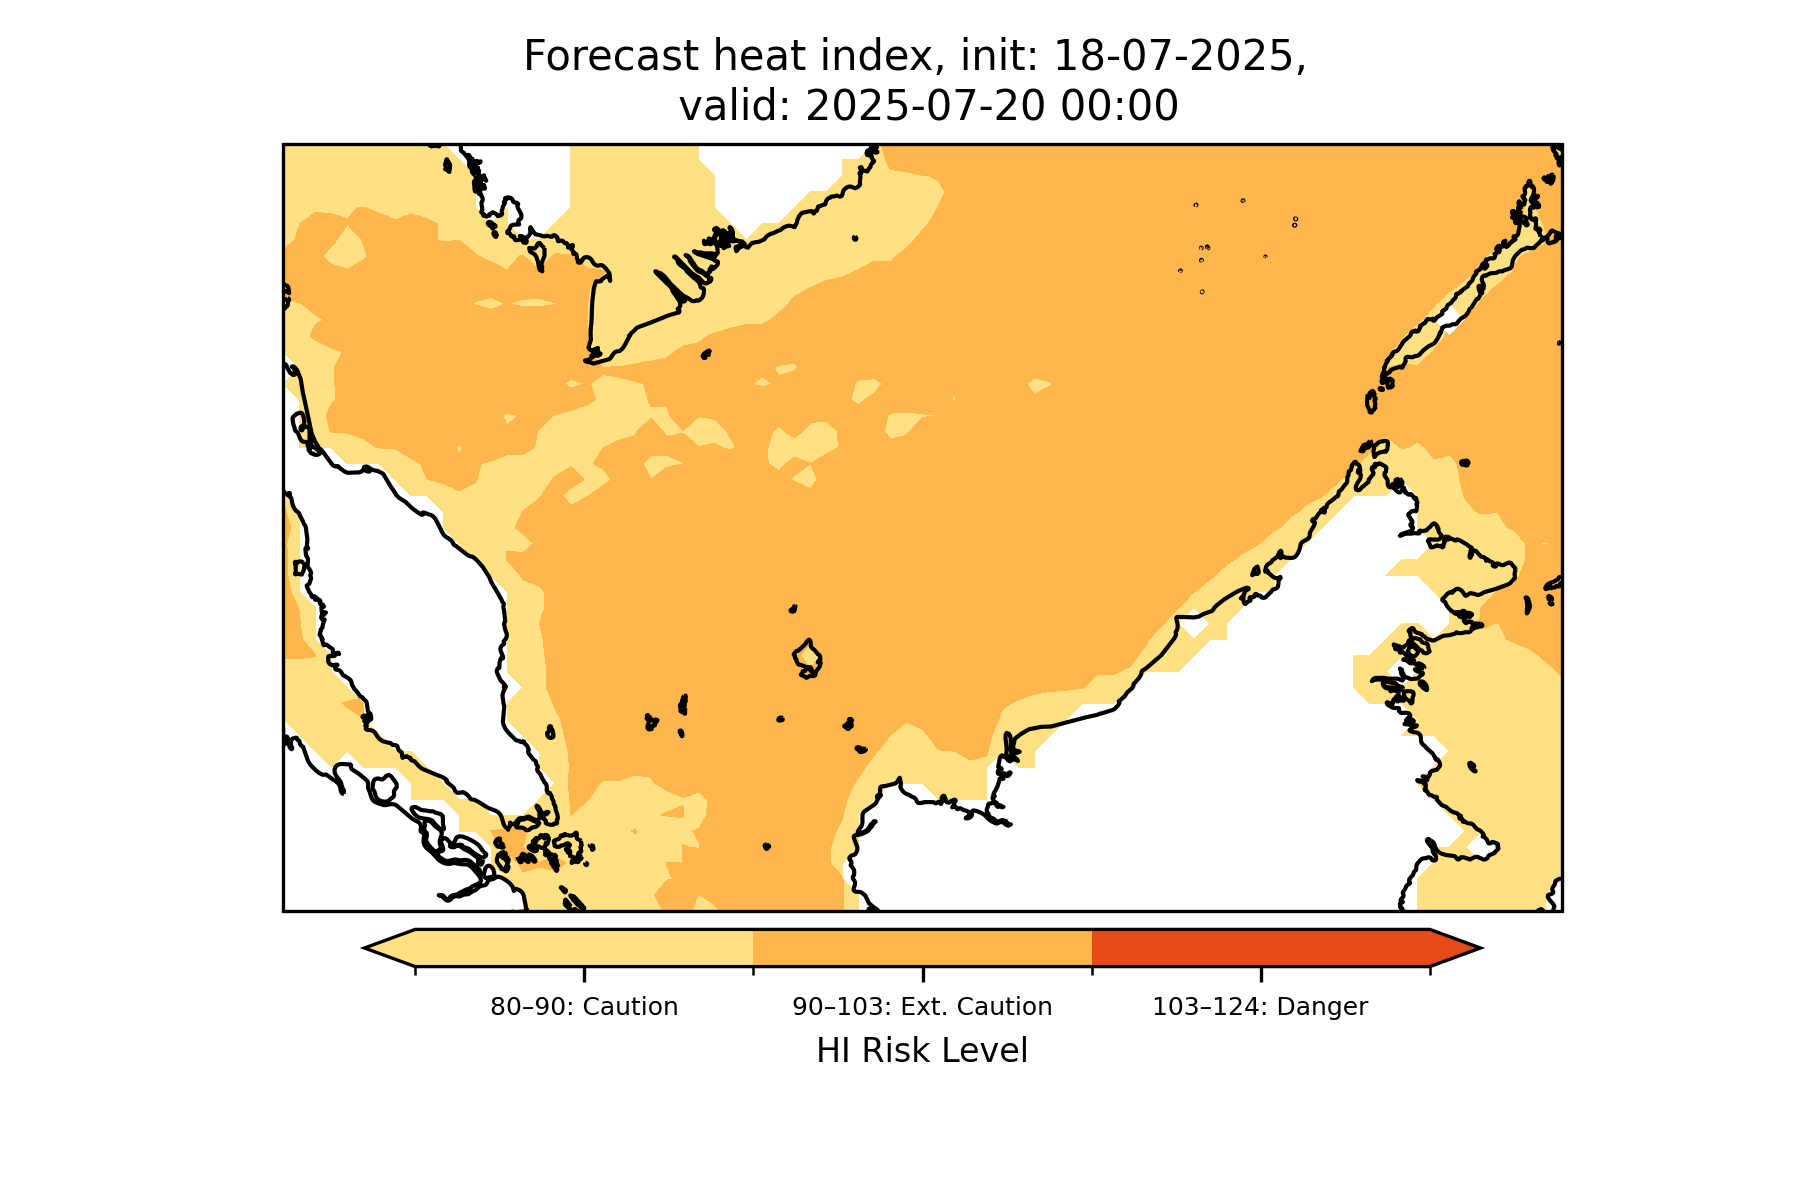 Forecast heat index, init: 18-07-2025,
valid: 2025-07-20 00:00
80–90: Caution
90–103: Ext. Caution
103–124: Danger
HI Risk Level